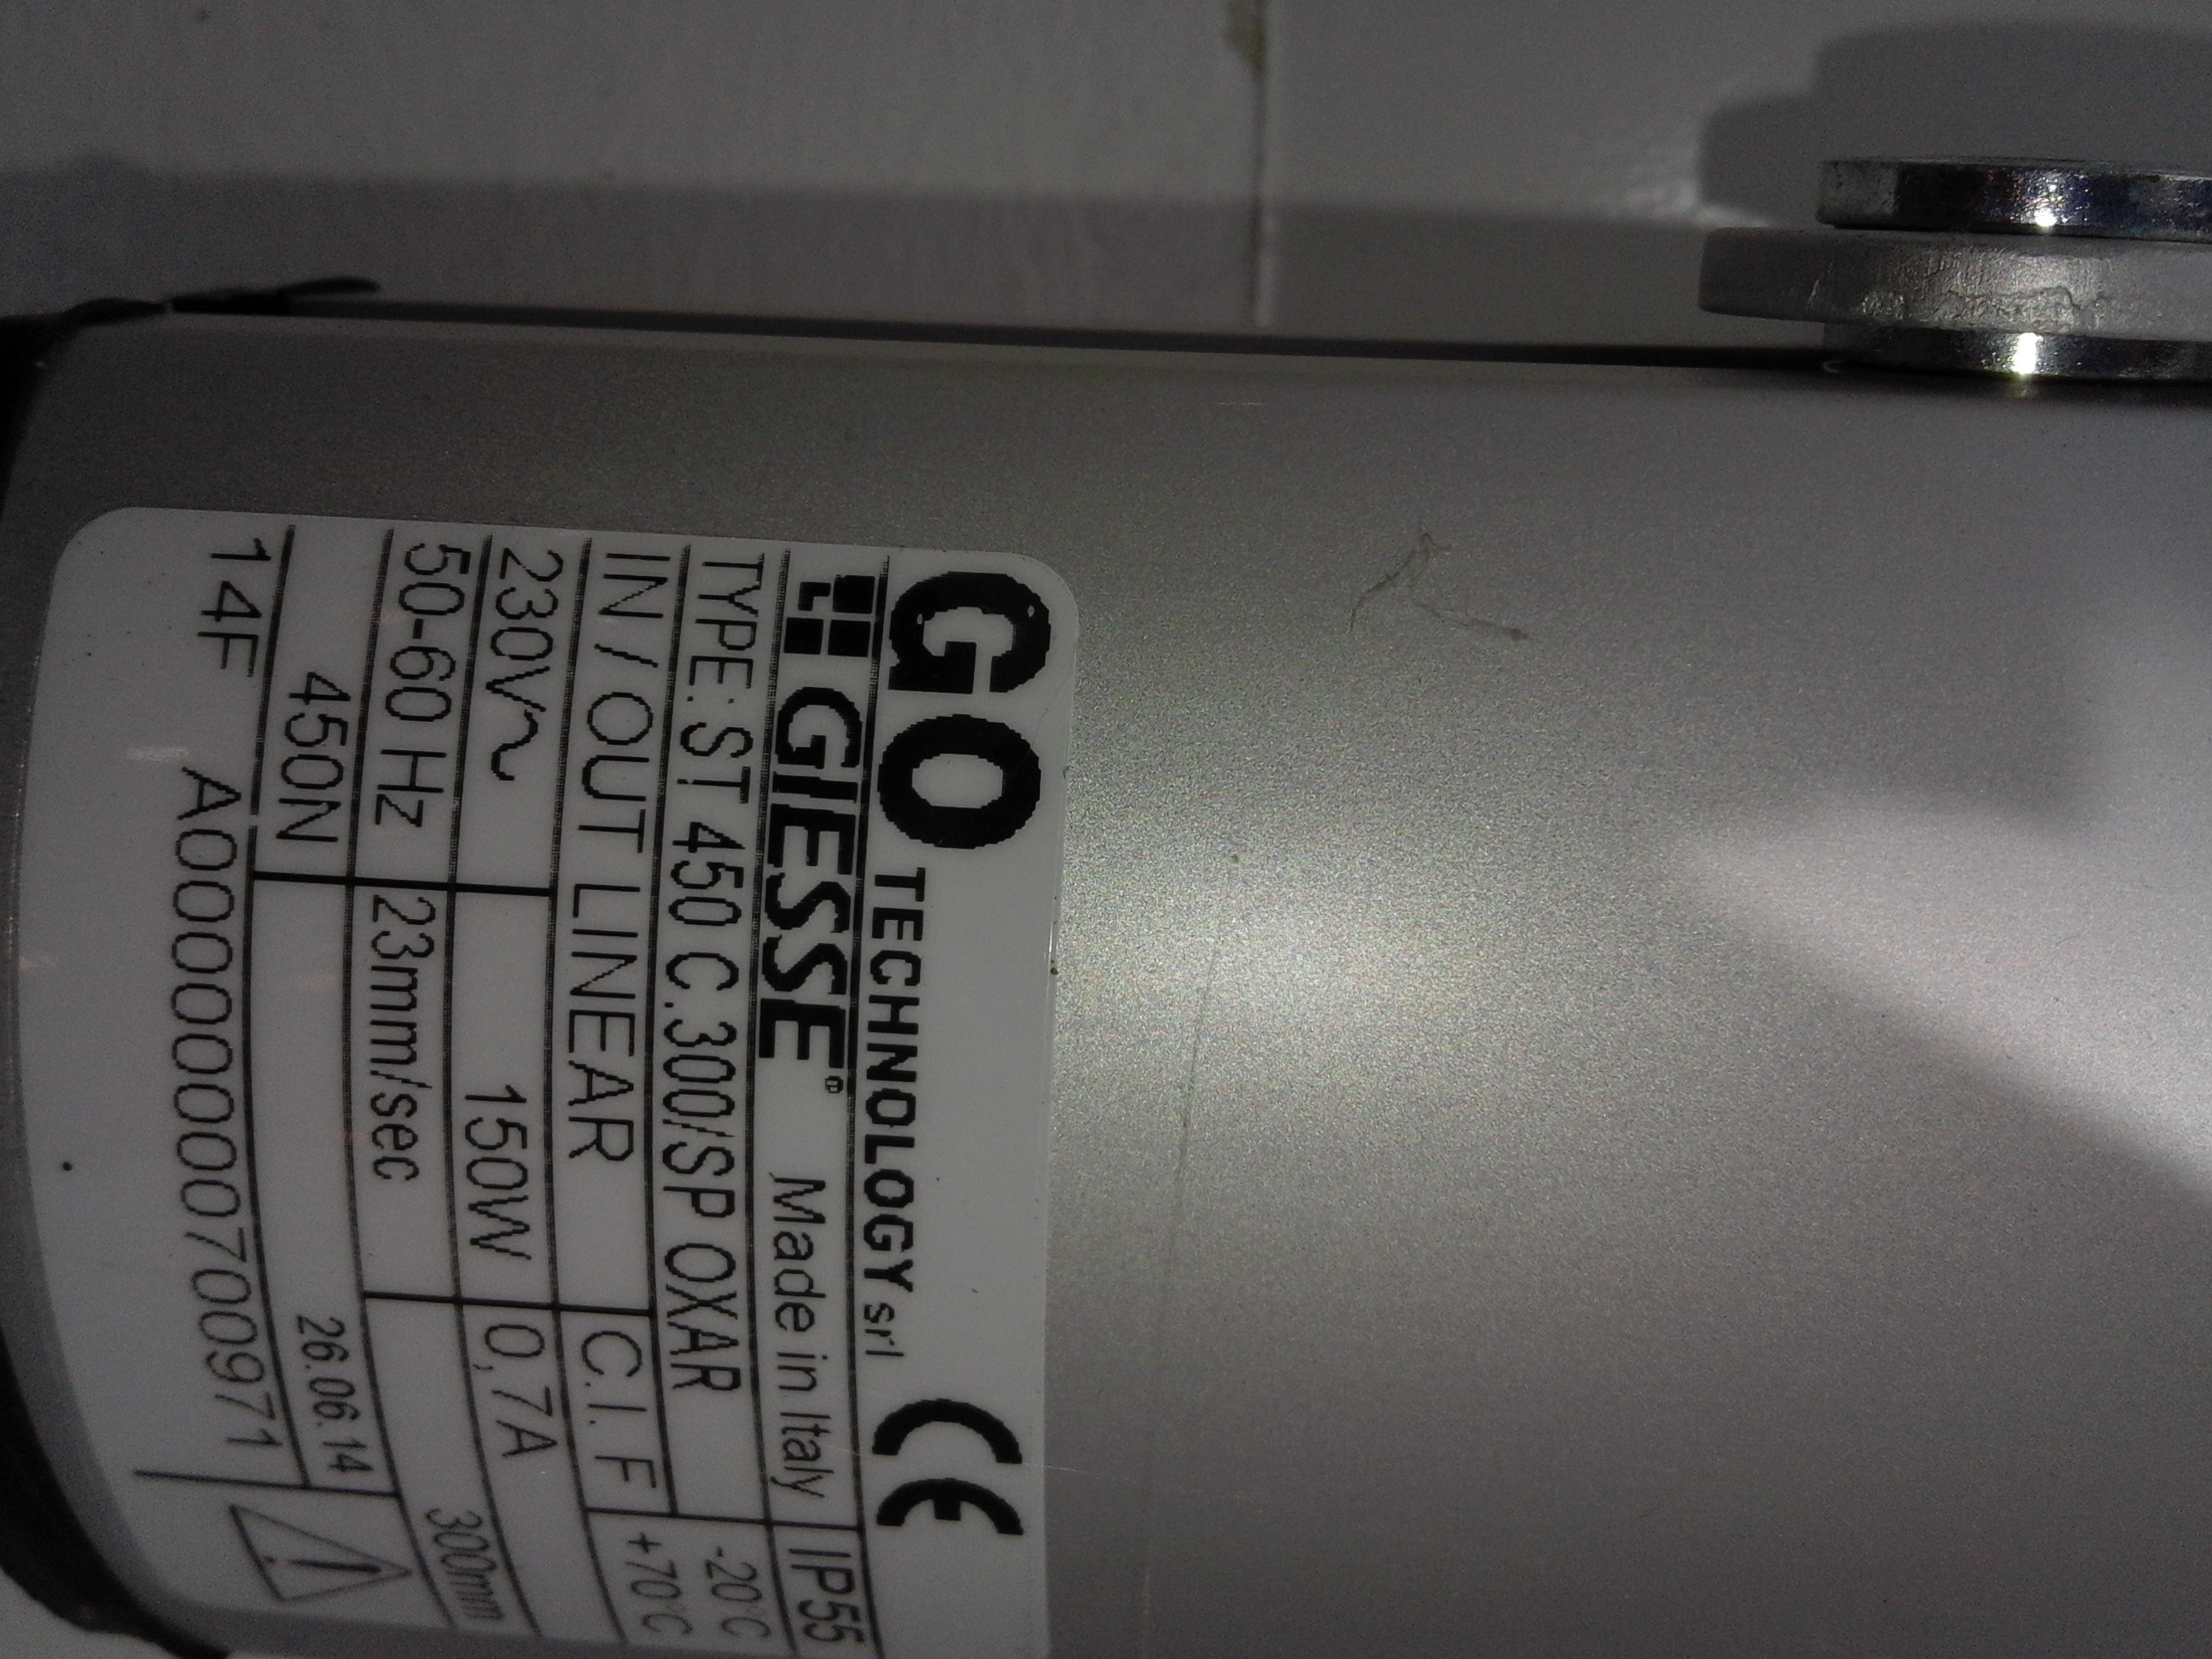 GO TECHNOLOGY srl CE
GIESSE® Made in Italy IP55
TYPE: ST 450 C.300/SP OXAR -20°C
IN / OUT LINEAR C.I. F +70°C
230V~ 150W 0,7A
50-60 Hz 23mm/sec 300mm
450N 26.06.14
14F A00000000700971